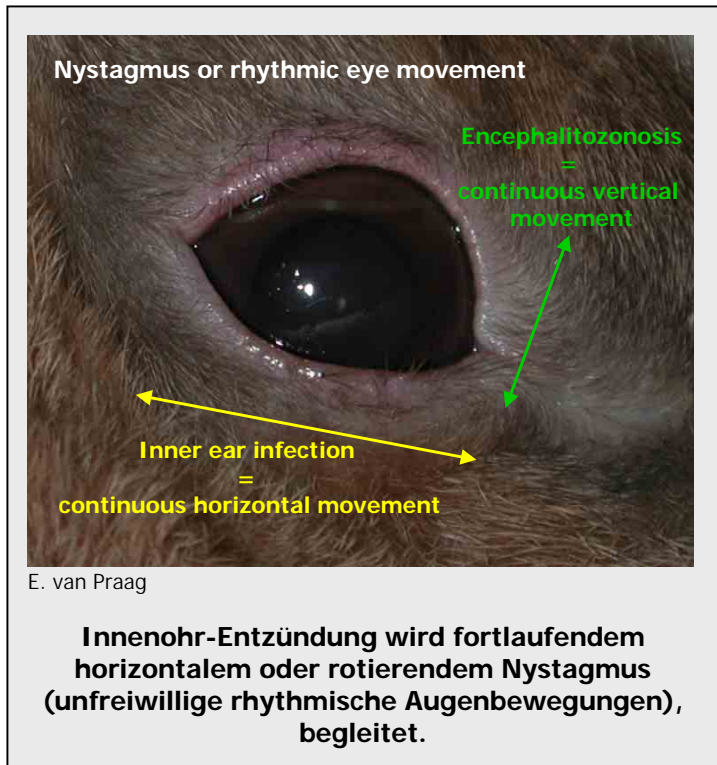 Nystagmus or rhythmic eye movement
Encephalitozonosis
=
continuous vertical
movement
Inner ear infection
=
continuous horizontal movement
E. van Praag
Innenohr-Entzündung wird fortlaufendem
horizontalem oder rotierendem Nystagmus
(unfreiwillige rhythmische Augenbewegungen),
begleitet.